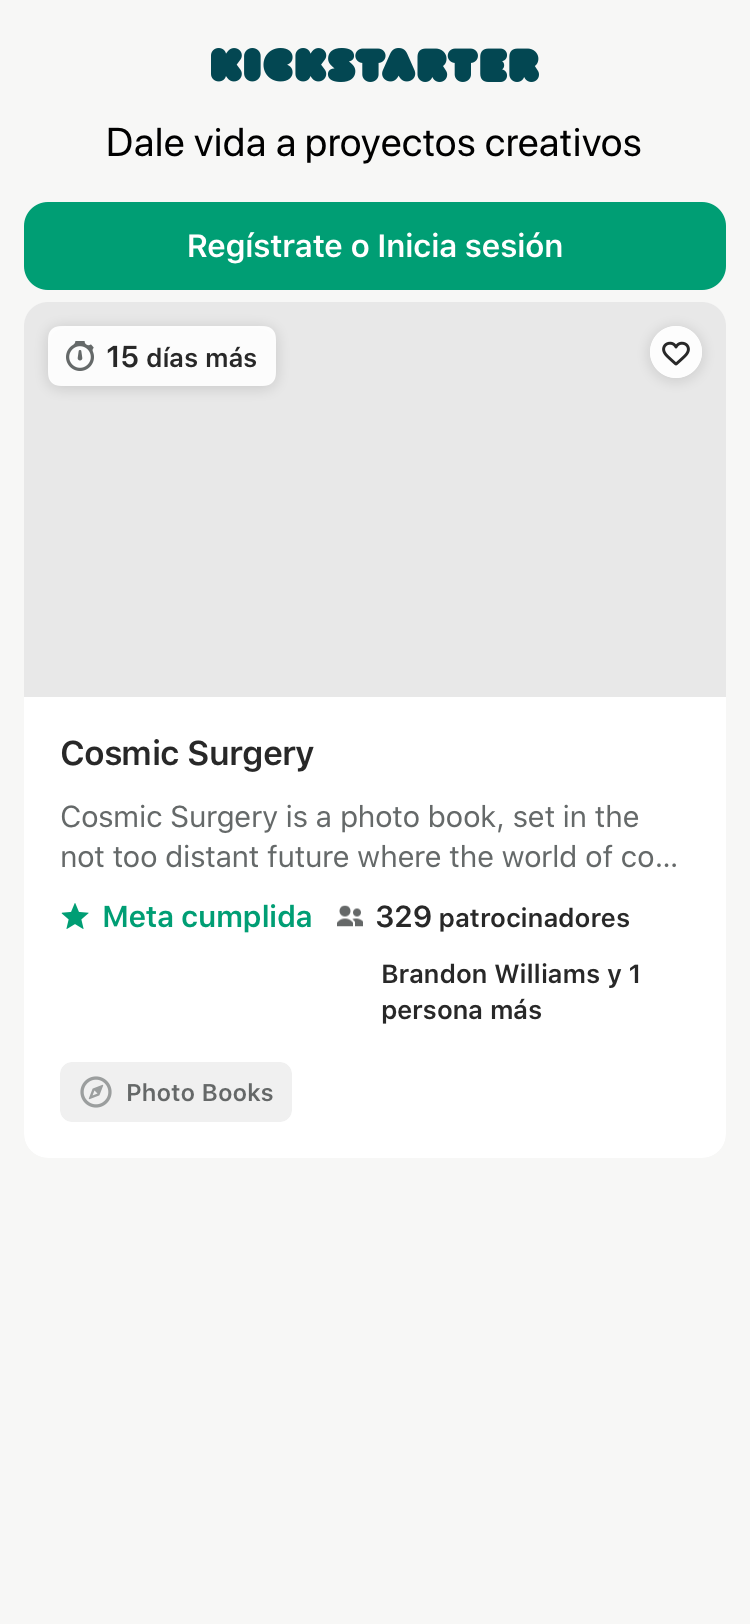 KICKSTARTER
Dale vida a proyectos creativos
Regístrate o Inicia sesión
15 días más
Cosmic Surgery
Cosmic Surgery is a photo book, set in the
not too distant future where the world of co...
Meta cumplida
329 patrocinadores
Brandon Williams y 1
persona más
Photo Books